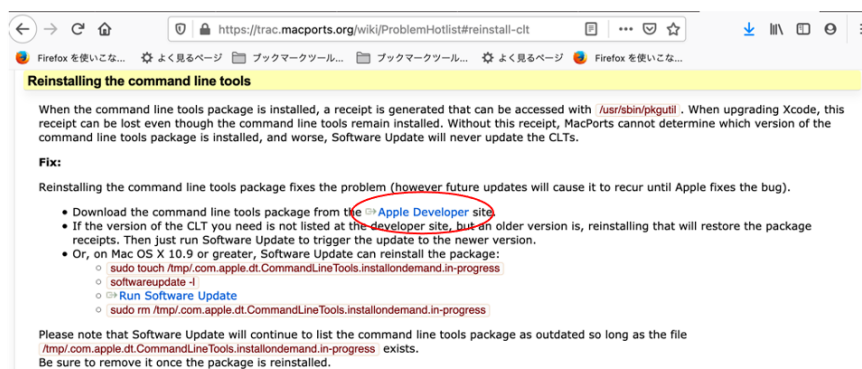 https://trac.macports.org/wiki/ProblemHotlist#reinstall-clt
Firefox を使いこな... よく見るページ ブックマークツール... ブックマークツール... よく見るページ Firefox を使いこな...
Reinstalling the command line tools
When the command line tools package is installed, a receipt is generated that can be accessed with /usr/sbin/pkgutil . When upgrading Xcode, this
receipt can be lost even though the command line tools remain installed. Without this receipt, MacPorts cannot determine which version of the
command line tools package is installed, and worse, Software Update will never update the CLTs.
Fix:
Reinstalling the command line tools package fixes the problem (however future updates will cause it to recur until Apple fixes the bug).
• Download the command line tools package from the Apple Developer site.
• If the version of the CLT you need is not listed at the developer site, but an older version is, reinstalling that will restore the package
receipts. Then just run Software Update to trigger the update to the newer version.
• Or, on Mac OS X 10.9 or greater, Software Update can reinstall the package:
○ sudo touch /tmp/.com.apple.dt.CommandLineTools.installondemand.in-progress
○ softwareupdate -l
○ Run Software Update
○ sudo rm /tmp/.com.apple.dt.CommandLineTools.installondemand.in-progress
Please note that Software Update will continue to list the command line tools package as outdated so long as the file
/tmp/.com.apple.dt.CommandLineTools.installondemand.in-progress exists.
Be sure to remove it once the package is reinstalled.